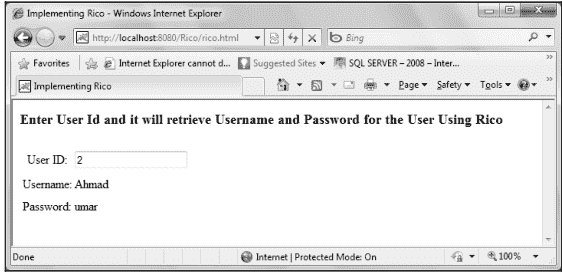 Implementing Rico - Windows Internet Explorer
http://localhost:8080/Rico/rico.html
Bing
Favorites Internet Explorer cannot d... Suggested Sites SQL SERVER – 2008 – Inter...
Implementing Rico Page Safety Tools
Enter User Id and it will retrieve Username and Password for the User Using Rico
User ID: 2
Username: Ahmad
Password: umar
Done Internet | Protected Mode: On 100%